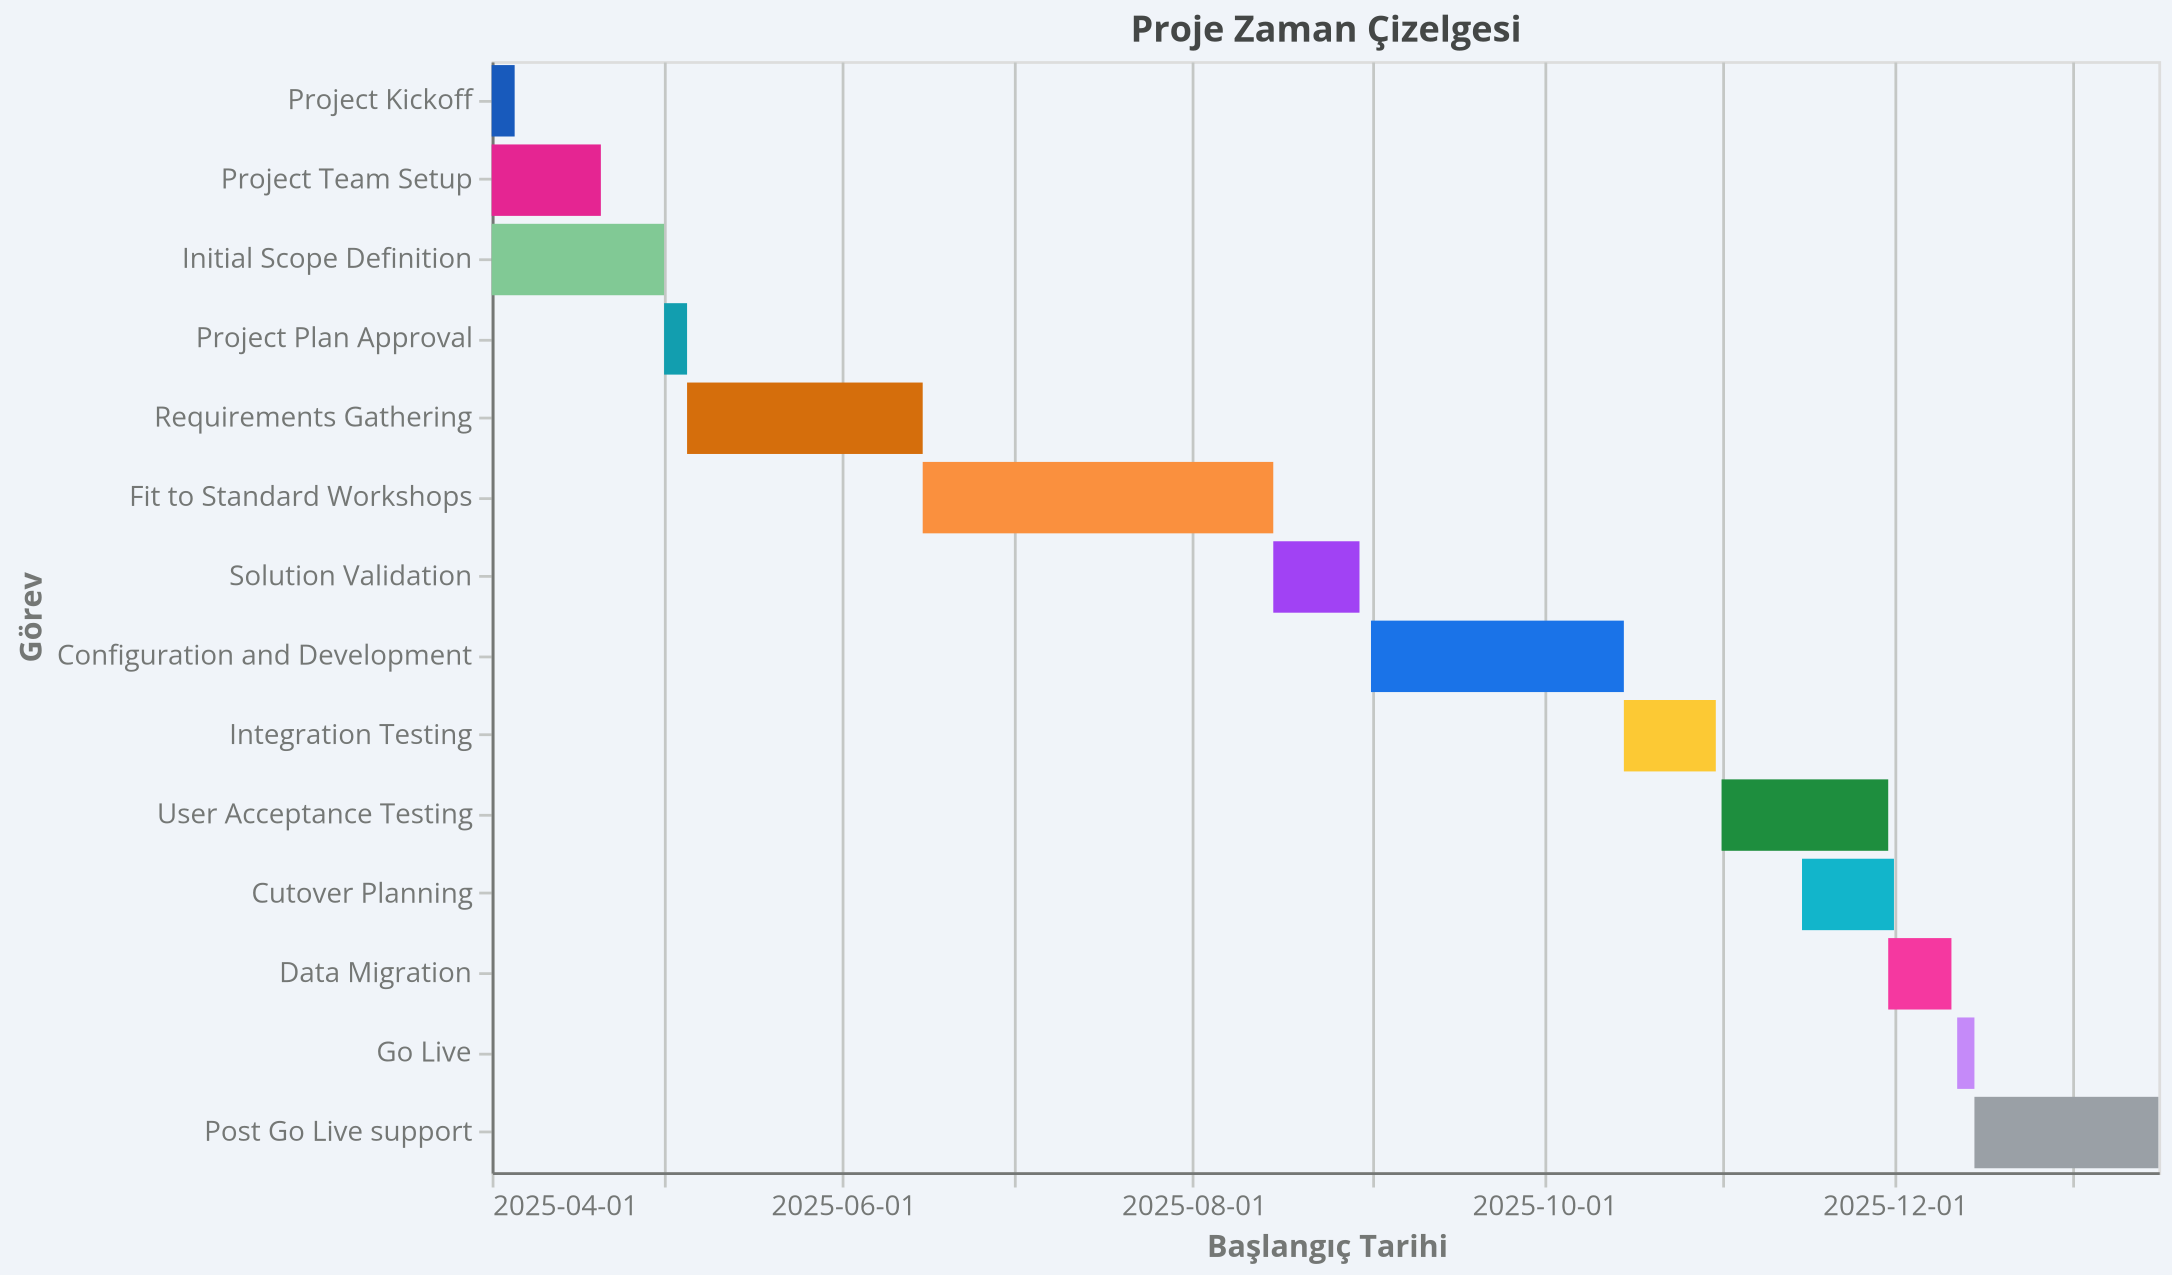 Proje Zaman Çizelgesi
Project Kickoff
Project Team Setup
Initial Scope Definition
Project Plan Approval
Requirements Gathering
Fit to Standard Workshops
Solution Validation
Configuration and Development
Integration Testing
User Acceptance Testing
Cutover Planning
Data Migration
Go Live
Post Go Live support
Görev
2025-04-01
2025-06-01
2025-08-01
2025-10-01
2025-12-01
Başlangıç Tarihi